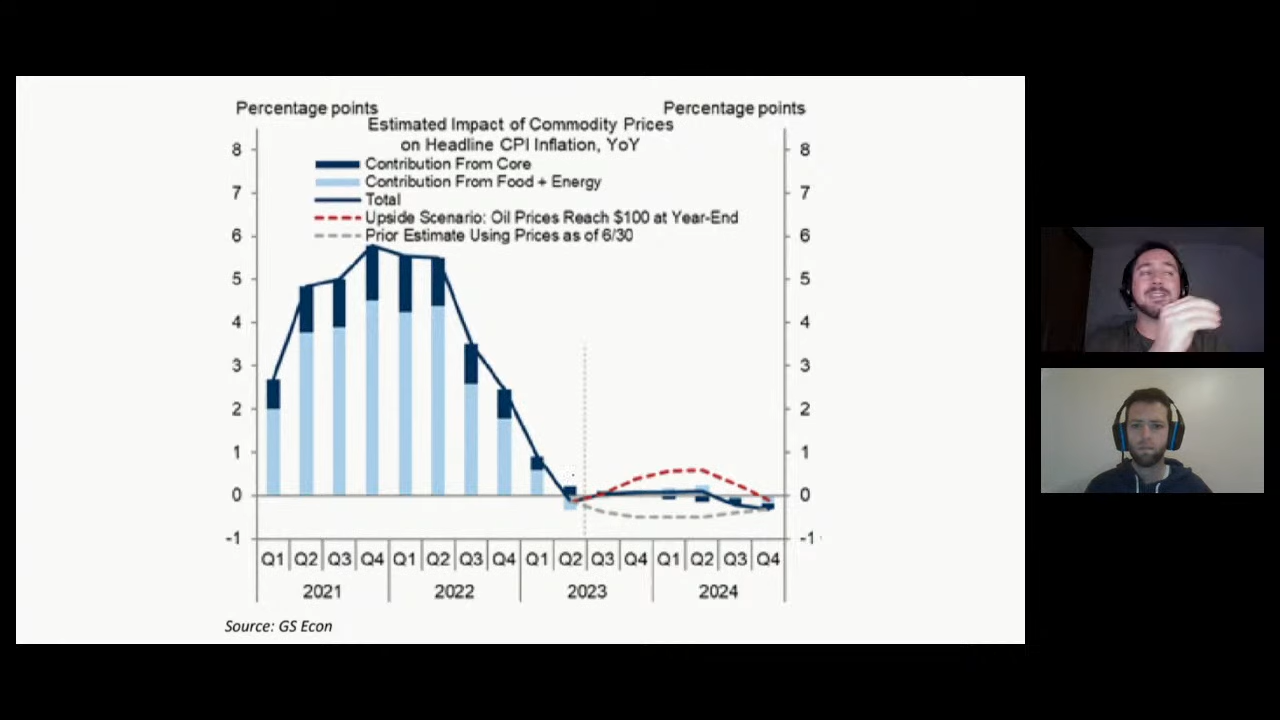 Percentage points Percentage points
Estimated Impact of Commodity Prices
on Headline CPI Inflation, YoY
8 8
Contribution From Core
Contribution From Food + Energy
7 7
Total
Upside Scenario: Oil Prices Reach $100 at Year-End
6 6
Prior Estimate Using Prices as of 6/30
5 5
4 4
3 3
2 2
1 1
0 0
-1 -1
Q1 Q2 Q3 Q4 Q1 Q2 Q3 Q4 Q1 Q2 Q3 Q4 Q1 Q2 Q3 Q4
2021 2022 2023 2024
Source: GS Econ